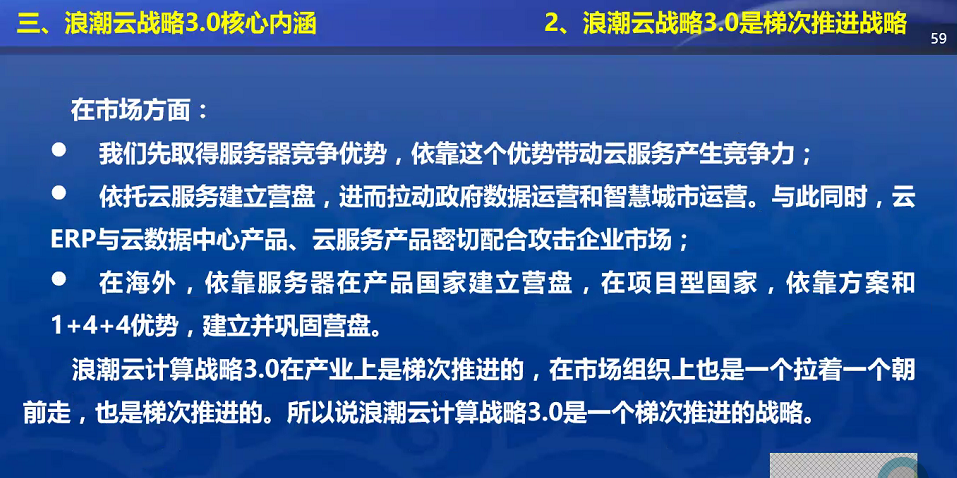 三、浪潮云战略3.0核心内涵
2、浪潮云战略3.0是梯次推进战略
59
在市场方面：
● 我们先取得服务器竞争优势，依靠这个优势带动云服务产生竞争力；
● 依托云服务建立营盘，进而拉动政府数据运营和智慧城市运营。与此同时，云
ERP与云数据中心产品、云服务产品密切配合攻击企业市场；
● 在海外，依靠服务器在产品国家建立营盘，在项目型国家，依靠方案和
1+4+4优势，建立并巩固营盘。
浪潮云计算战略3.0在产业上是梯次推进的，在市场组织上也是一个拉着一个朝
前走，也是梯次推进的。所以说浪潮云计算战略3.0是一个梯次推进的战略。